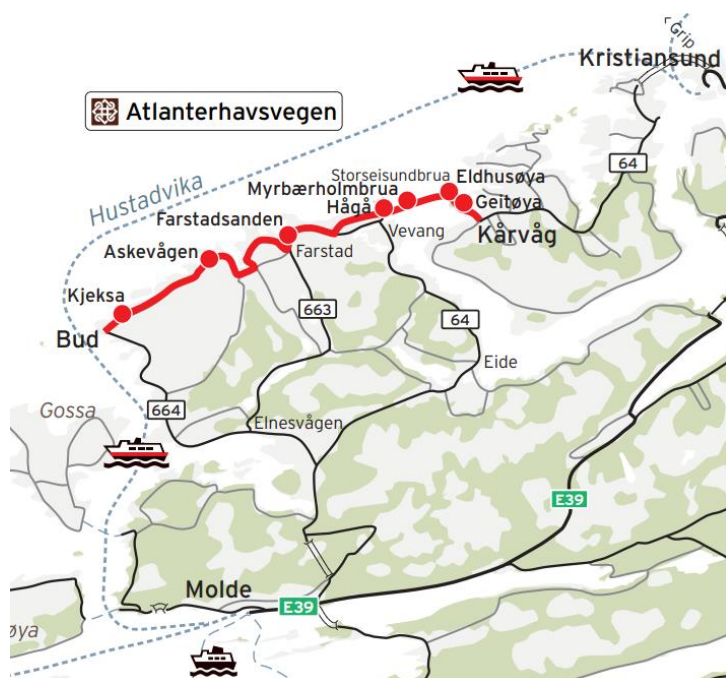 Grip
Kristiansund
Atlanterhavsvegen
64
Hustadvika
Storseisundbrua
Eldhusøya
Myrbærholmbrua
Geitøya
Hågå
Farstadsanden
Vevang
Kårvåg
Askevågen
Farstad
Kjeksa
663
64
Bud
Eide
664
Gossa
Elnesvågen
E39
Molde
E39
øya